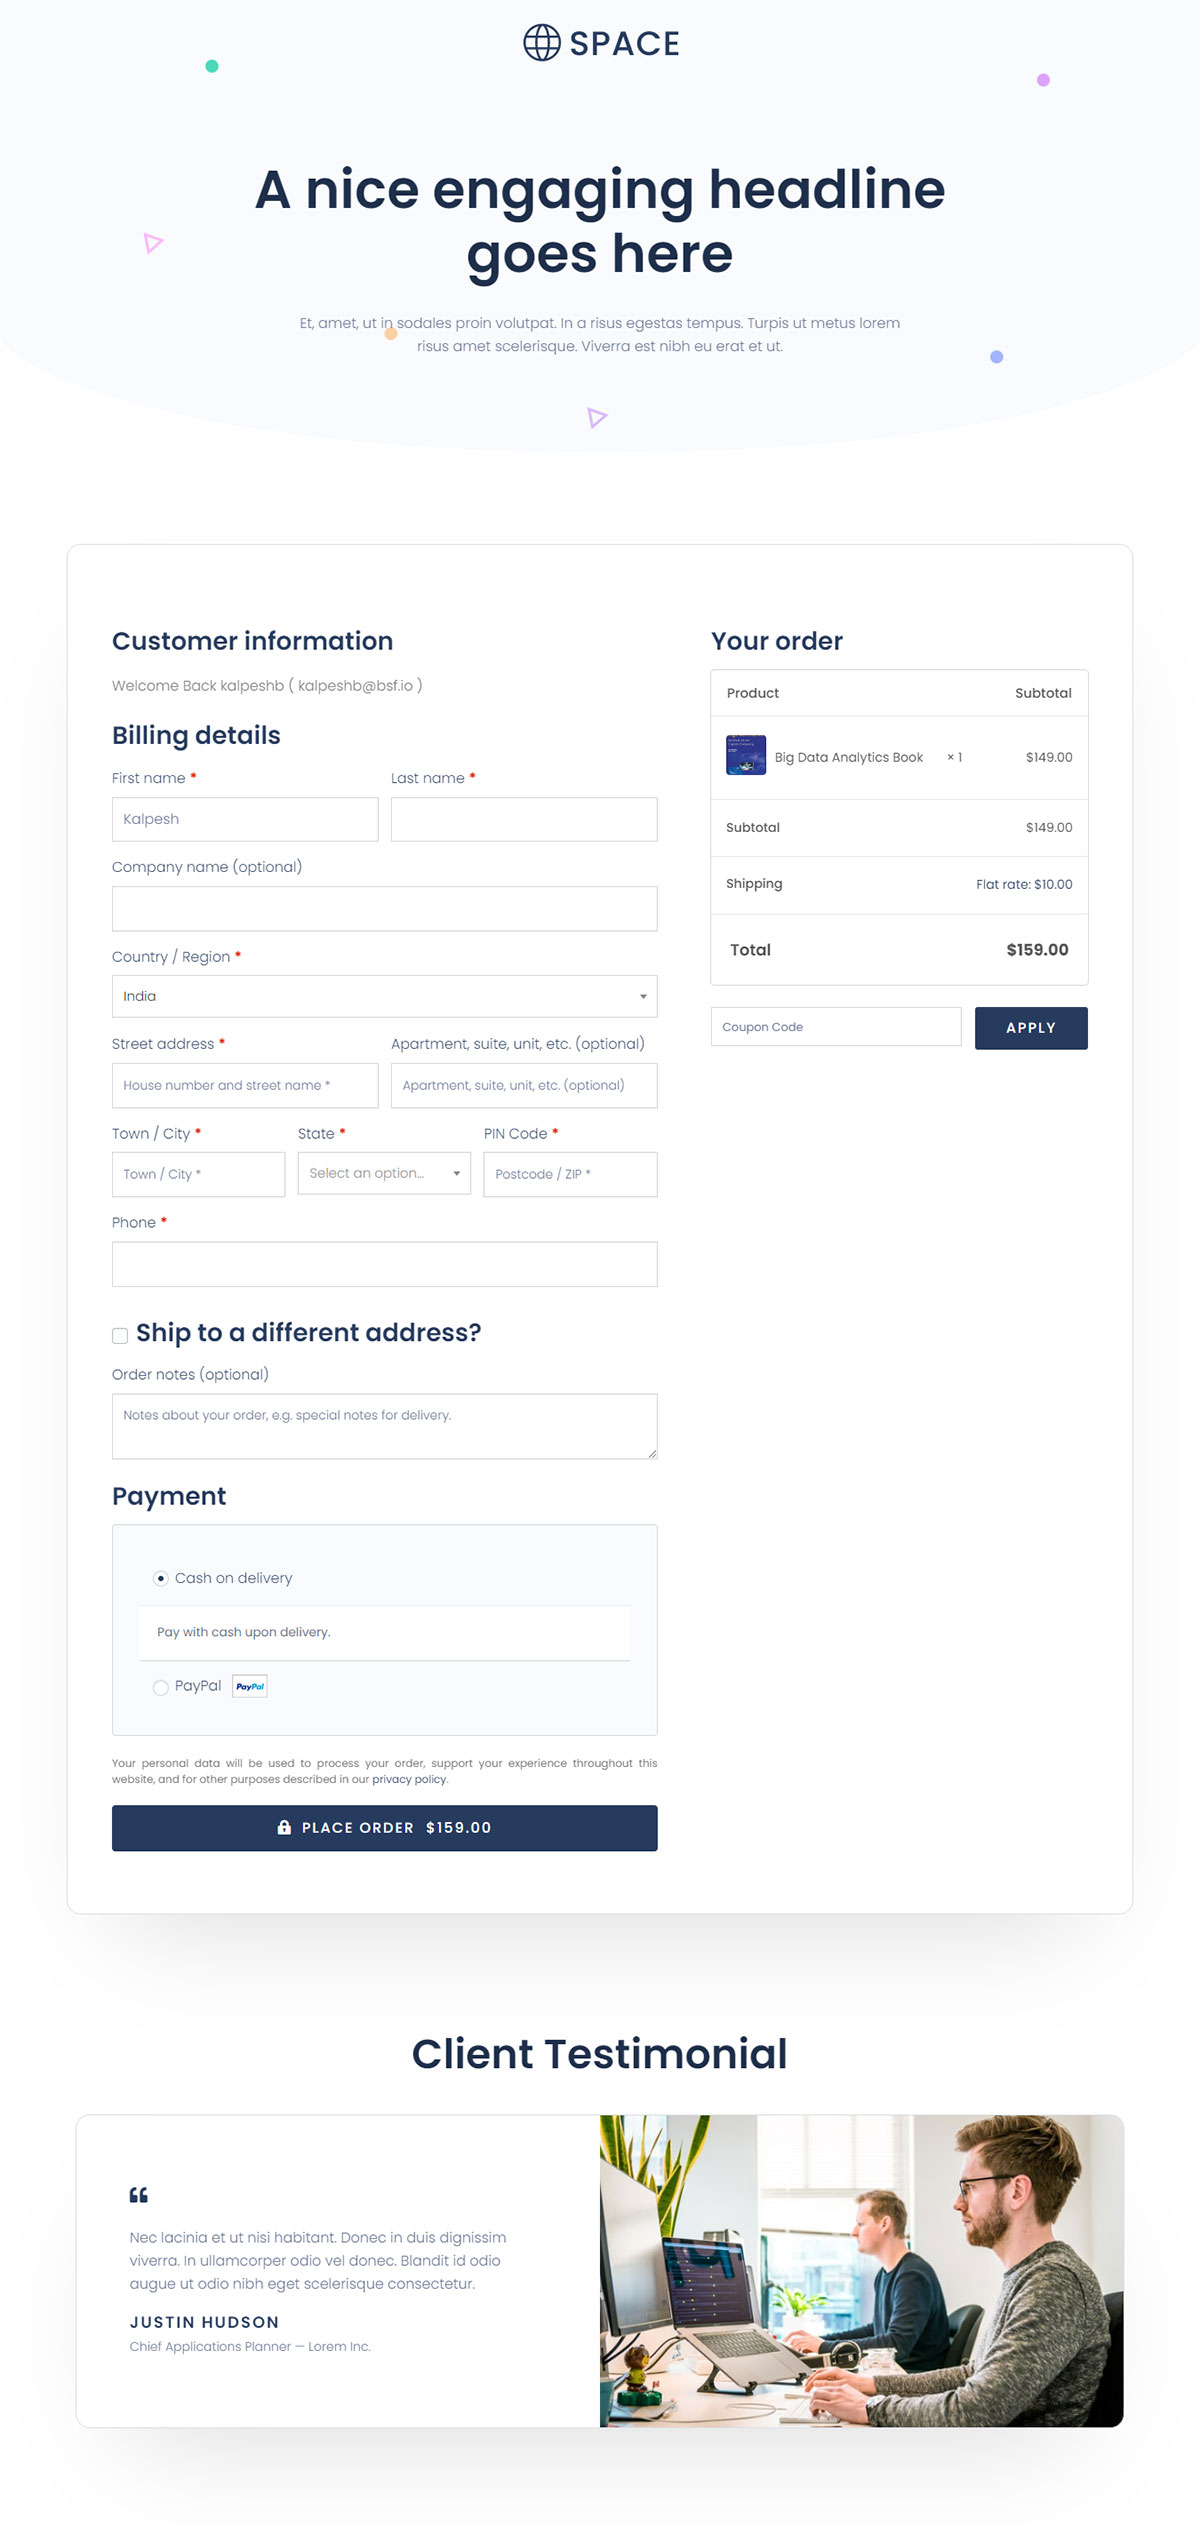 SPACE
A nice engaging headline
goes here
Et, amet, ut in sodales proin volutpat. In a risus egestas tempus. Turpis ut metus lorem
risus amet scelerisque. Viverra est nibh eu erat et ut.
Customer information
Welcome Back kalpeshb ( kalpeshb@bsf.io )
Billing details
First name *
Last name *
Kalpesh
Company name (optional)
Country / Region *
India
Street address *
Apartment, suite, unit, etc. (optional)
House number and street name *
Apartment, suite, unit, etc. (optional)
Town / City *
State *
PIN Code *
Town / City *
Select an option…
Postcode / ZIP *
Phone *
Ship to a different address?
Order notes (optional)
Notes about your order, e.g. special notes for delivery.
Payment
Cash on delivery
Pay with cash upon delivery.
PayPal PayPal
Your personal data will be used to process your order, support your experience throughout this
website, and for other purposes described in our privacy policy.
PLACE ORDER $159.00
Your order
Product Subtotal
Big Data Analytics Book × 1 $149.00
Subtotal $149.00
Shipping Flat rate: $10.00
Total $159.00
Coupon Code APPLY
Client Testimonial
“
Nec lacinia et ut nisi habitant. Donec in duis dignissim
viverra. In ullamcorper odio vel donec. Blandit id odio
augue ut odio nibh eget scelerisque consectetur.
JUSTIN HUDSON
Chief Applications Planner — Lorem Inc.